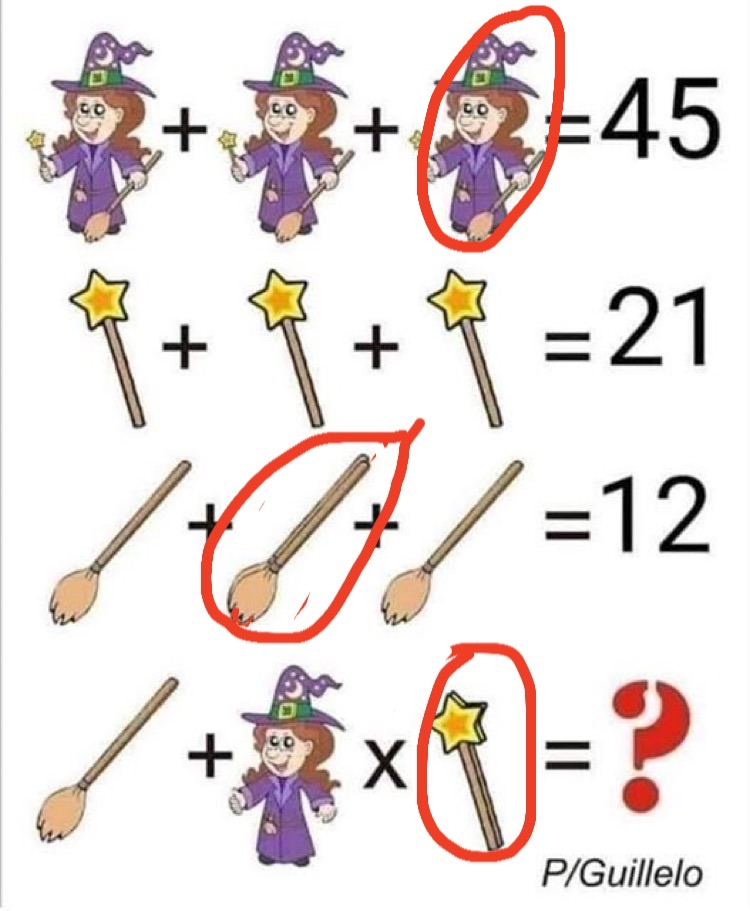 + + =45
+ + =21
+ + =12
+ x =?
P/Guillelo